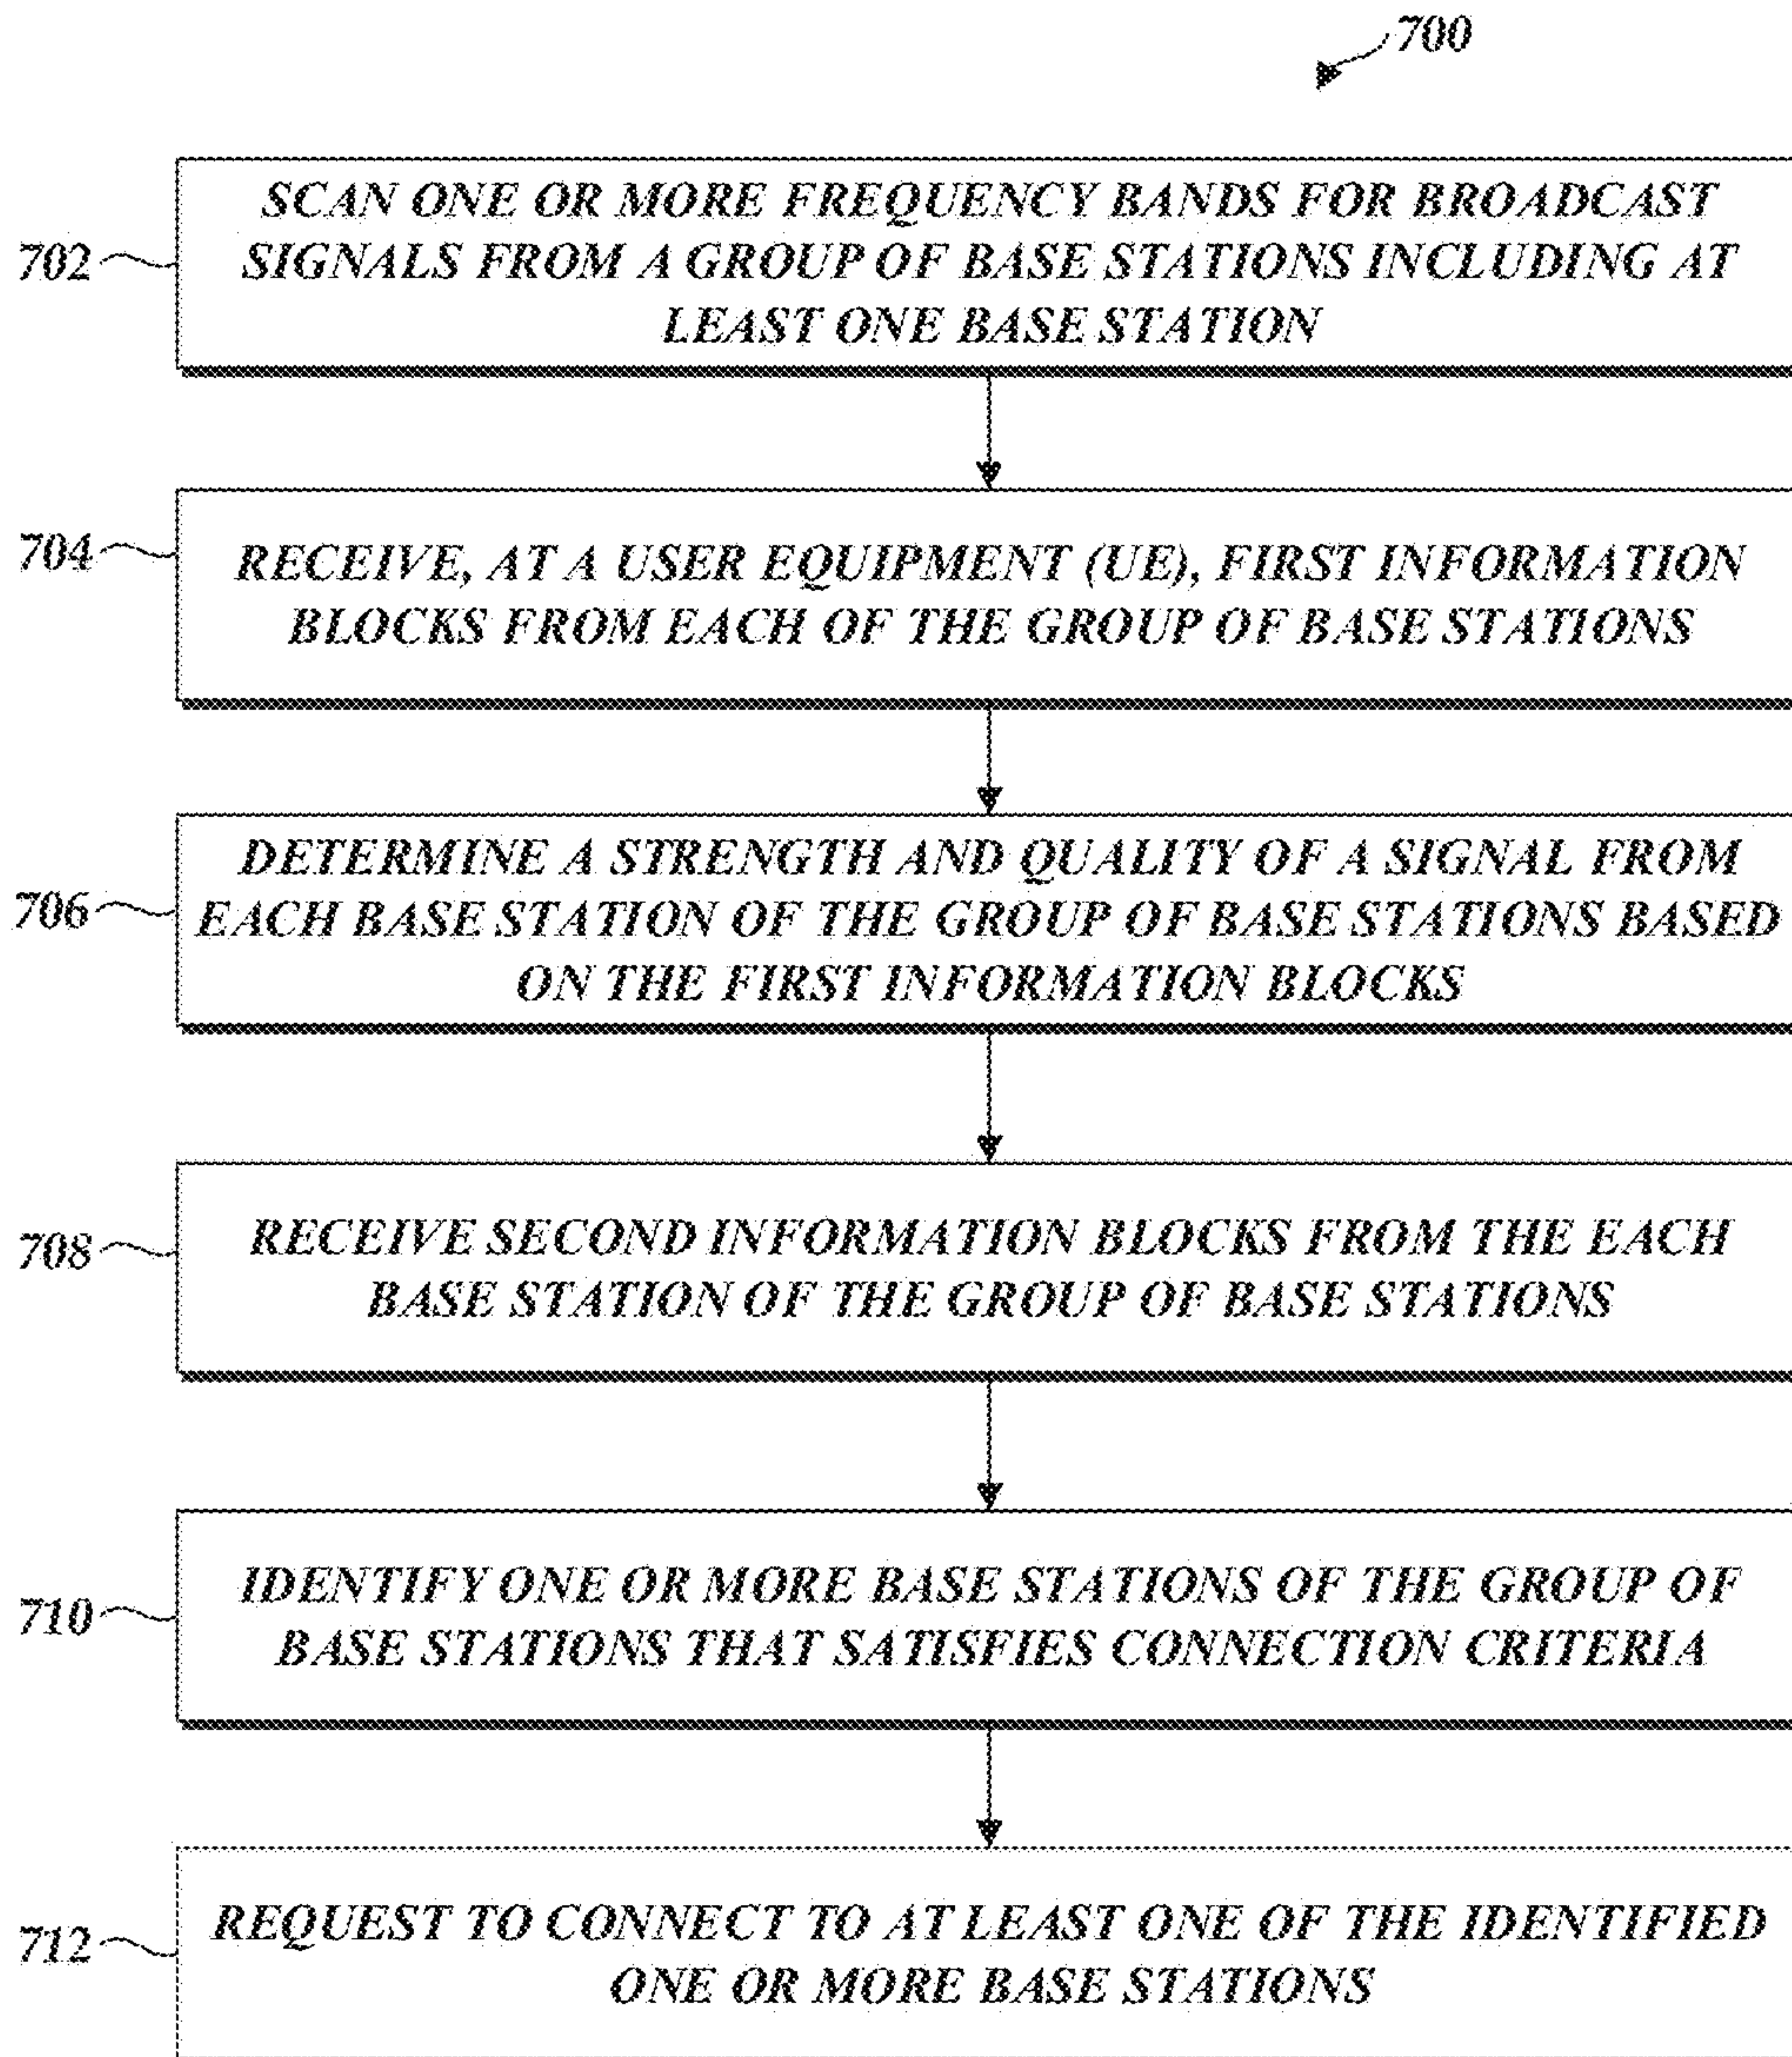 700
702
SCAN ONE OR MORE FREQUENCY BANDS FOR BROADCAST
SIGNALS FROM A GROUP OF BASE STATIONS INCLUDING AT
LEAST ONE BASE STATION
704
RECEIVE, AT A USER EQUIPMENT (UE), FIRST INFORMATION
BLOCKS FROM EACH OF THE GROUP OF BASE STATIONS
706
DETERMINE A STRENGTH AND QUALITY OF A SIGNAL FROM
EACH BASE STATION OF THE GROUP OF BASE STATIONS BASED
ON THE FIRST INFORMATION BLOCKS
708
RECEIVE SECOND INFORMATION BLOCKS FROM THE EACH
BASE STATION OF THE GROUP OF BASE STATIONS
710
IDENTIFY ONE OR MORE BASE STATIONS OF THE GROUP OF
BASE STATIONS THAT SATISFIES CONNECTION CRITERIA
712
REQUEST TO CONNECT TO AT LEAST ONE OF THE IDENTIFIED
ONE OR MORE BASE STATIONS